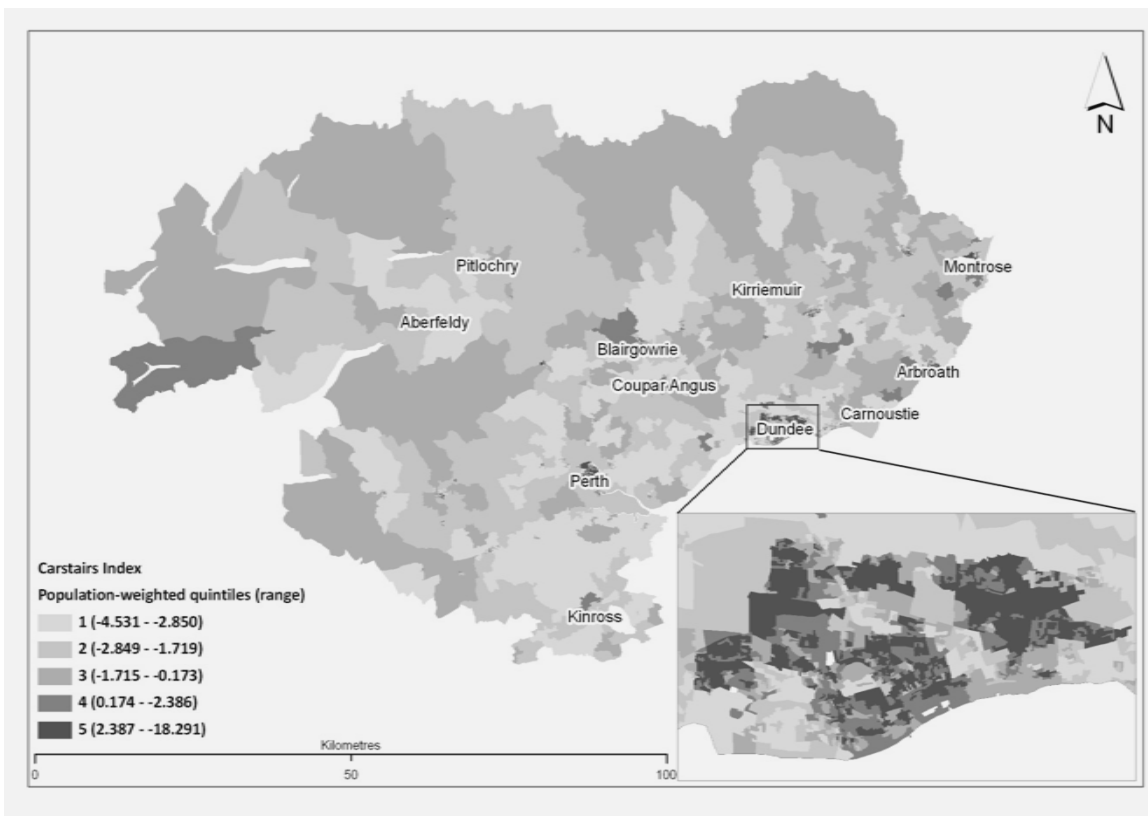 N
Pitlochry
Montrose
Kirriemuir
Aberfeldy
Blairgowrie
Coupar Angus
Arbroath
Carnoustie
Dundee
Perth
Kinross
Carstairs Index
Population-weighted quintiles (range)
1 (-4.531 - -2.850)
2 (-2.849 - -1.719)
3 (-1.715 - -0.173)
4 (0.174 - -2.386)
5 (2.387 - -18.291)
Kilometres
0 50 100